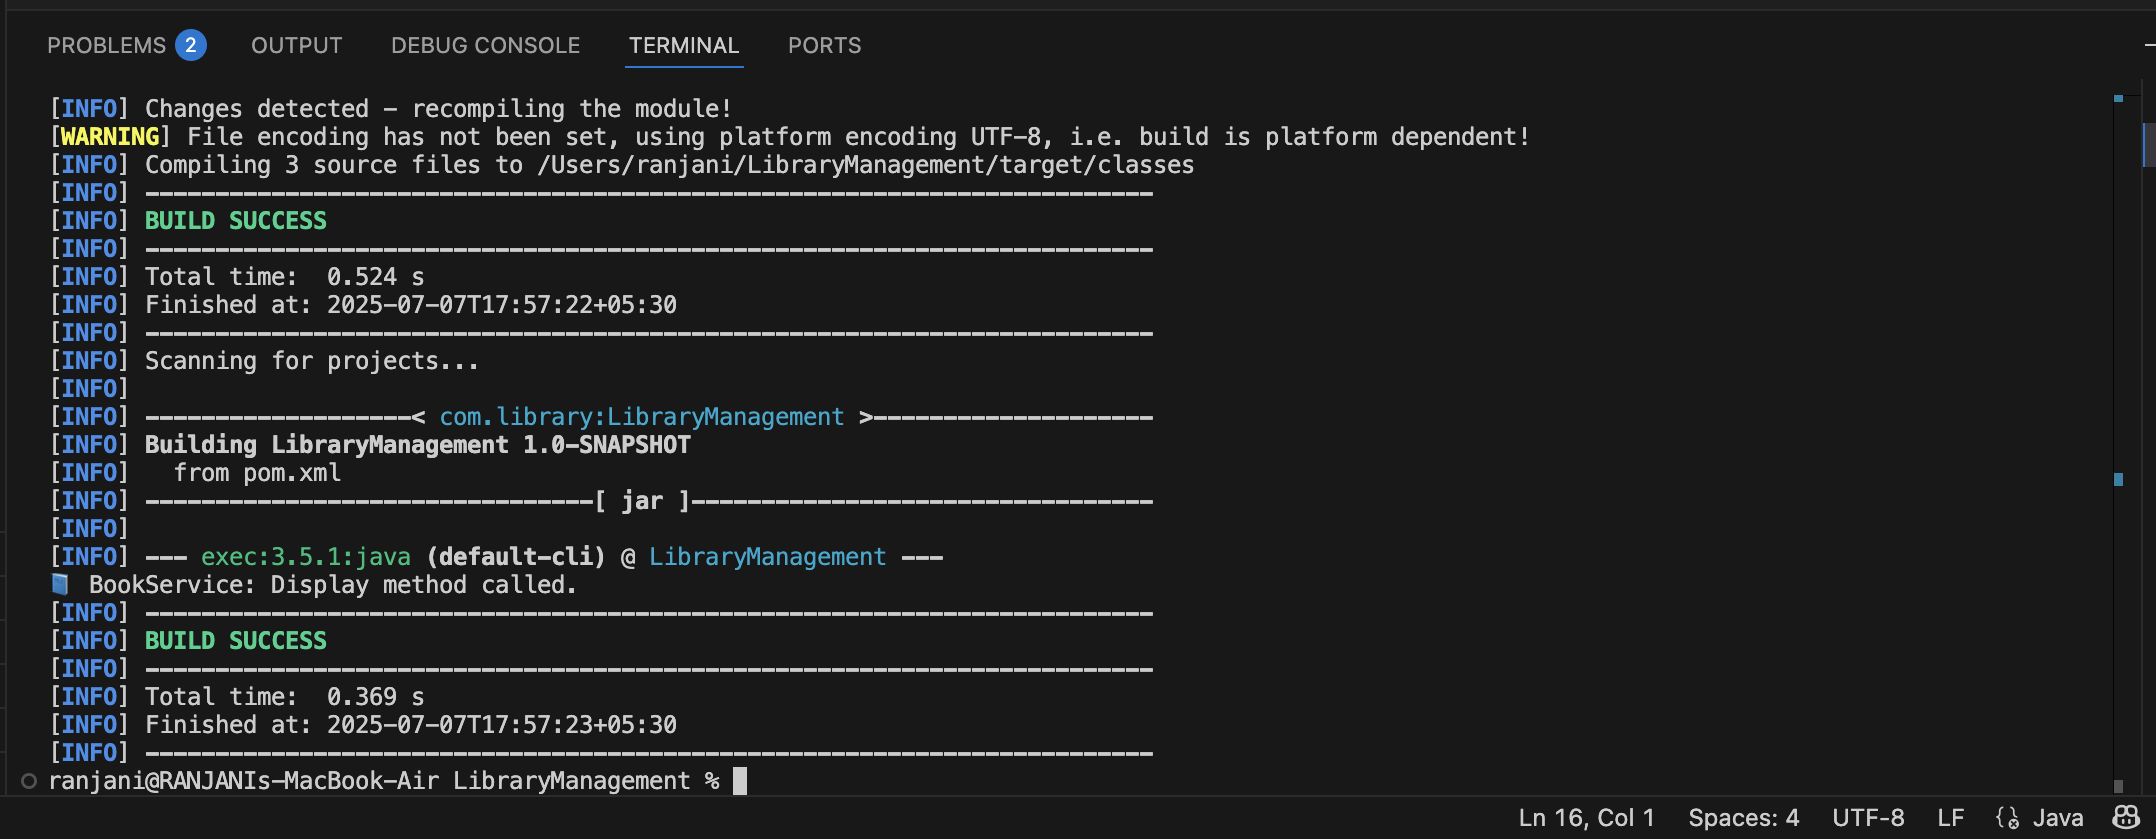 PROBLEMS 2 OUTPUT DEBUG CONSOLE TERMINAL PORTS
[INFO] Changes detected - recompiling the module!
[WARNING] File encoding has not been set, using platform encoding UTF-8, i.e. build is platform dependent!
[INFO] Compiling 3 source files to /Users/ranjani/LibraryManagement/target/classes
[INFO] ------------------------------------------------------------------------
[INFO] BUILD SUCCESS
[INFO] ------------------------------------------------------------------------
[INFO] Total time:  0.524 s
[INFO] Finished at: 2025-07-07T17:57:22+05:30
[INFO] ------------------------------------------------------------------------
[INFO] Scanning for projects...
[INFO]
[INFO] -------------------< com.library:LibraryManagement >--------------------
[INFO] Building LibraryManagement 1.0-SNAPSHOT
[INFO]   from pom.xml
[INFO] --------------------------------[ jar ]---------------------------------
[INFO]
[INFO] --- exec:3.5.1:java (default-cli) @ LibraryManagement ---
📘 BookService: Display method called.
[INFO] ------------------------------------------------------------------------
[INFO] BUILD SUCCESS
[INFO] ------------------------------------------------------------------------
[INFO] Total time:  0.369 s
[INFO] Finished at: 2025-07-07T17:57:23+05:30
[INFO] ------------------------------------------------------------------------
ranjani@RANJANIs-MacBook-Air LibraryManagement %
Ln 16, Col 1 Spaces: 4 UTF-8 LF Java